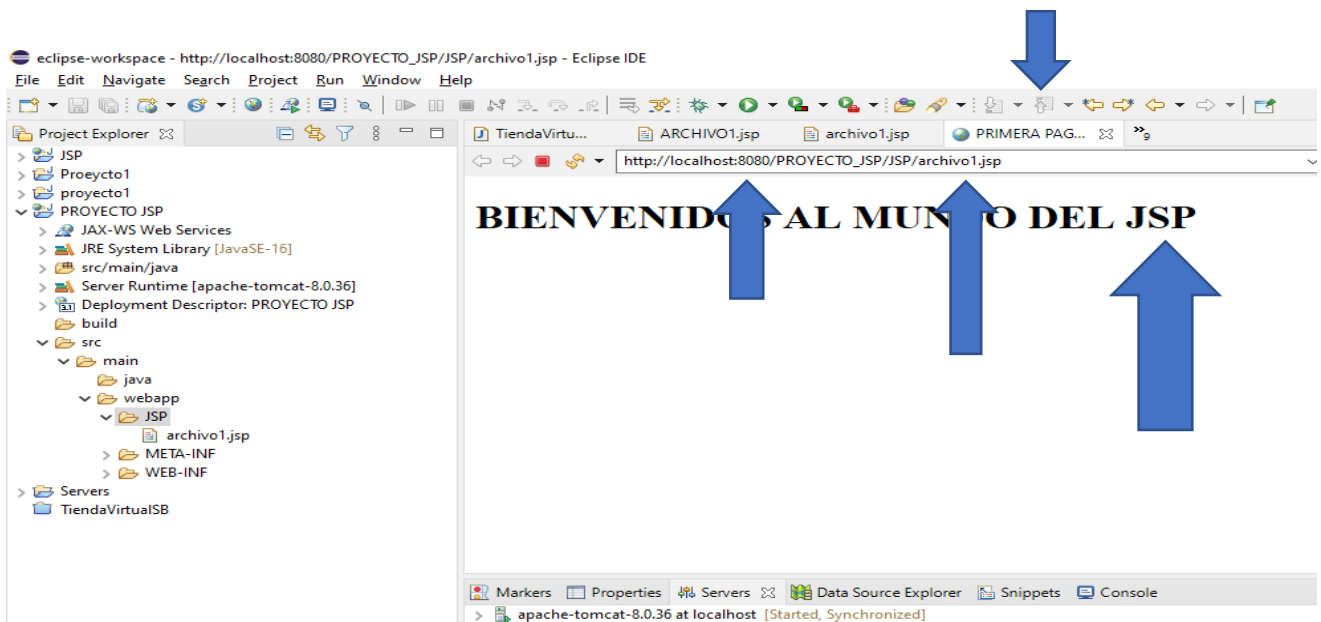 eclipse-workspace - http://localhost:8080/PROYECTO_JSP/JSP/archivo1.jsp - Eclipse IDE
File Edit Navigate Search Project Run Window Help
Project Explorer
JSP
Proeycto1
proyecto1
PROYECTO JSP
JAX-WS Web Services
JRE System Library [JavaSE-16]
src/main/java
Server Runtime [apache-tomcat-8.0.36]
Deployment Descriptor: PROYECTO JSP
build
src
main
java
webapp
JSP
archivo1.jsp
META-INF
WEB-INF
Servers
TiendaVirtualSB
TiendaVirtu... ARCHIVO1.jsp archivo1.jsp PRIMERA PAG... »9
http://localhost:8080/PROYECTO_JSP/JSP/archivo1.jsp
BIENVENIDOS AL MUNDO DEL JSP
Markers Properties Servers Data Source Explorer Snippets Console
apache-tomcat-8.0.36 at localhost [Started, Synchronized]